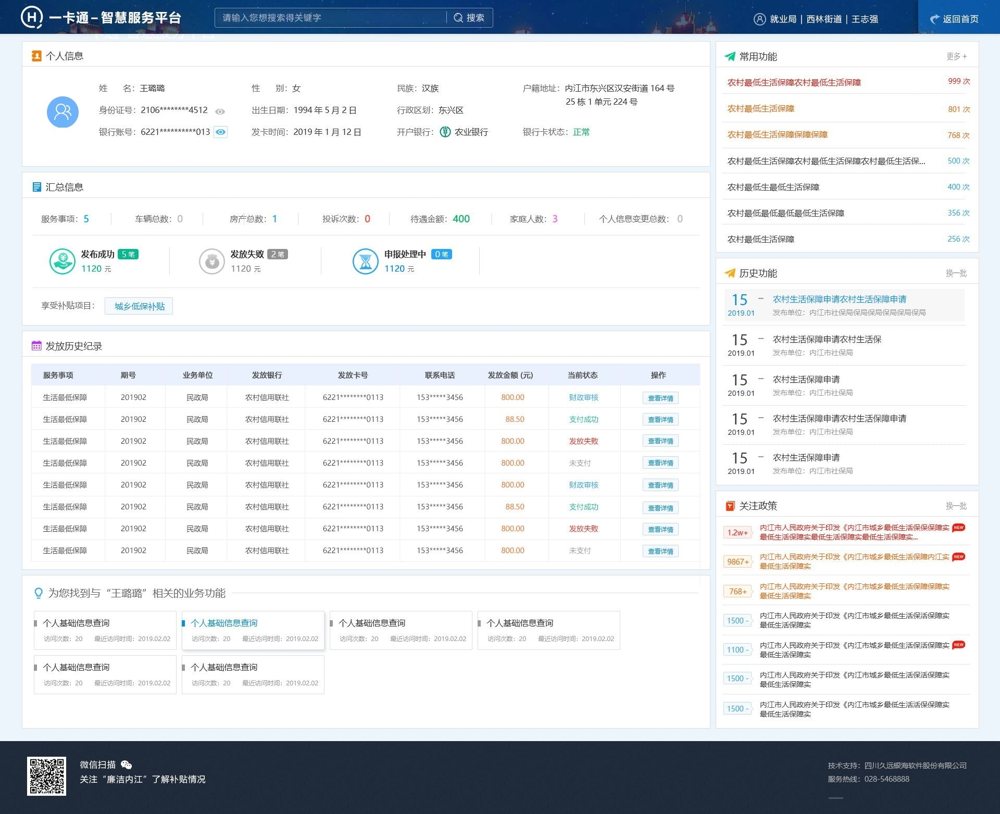 一卡通–智慧服务平台
请输入您想搜索得关键字
搜索
就业局 | 西林街道 | 王志强
返回首页
个人信息
姓 名：王璐璐
性 别：女
民族：汉族
户籍地址：内江市东兴区汉安街道 164 号
25 栋 1 单元 224 号
身份证号：2106********4512
出生日期：1994 年 5 月 2 日
行政区划：东兴区
银行账号：6221**********013
发卡时间：2019 年 1 月 12 日
开户银行：农业银行
银行卡状态：正常
汇总信息
服务事项：5
车辆总数：0
房产总数：1
投诉次数：0
待遇金额：400
家庭人数：3
个人信息变更总数：0
发布成功 5 笔
1120 元
发放失败 2 笔
1120 元
申报处理中 0 笔
1120 元
享受补贴项目：城乡低保补贴
发放历史纪录
服务事项 期号 业务单位 发放银行 发放卡号 联系电话 发放金额 (元) 当前状态 操作
生活最低保障 201902 民政局 农村信用联社 6221********0113 153*****3456 800.00 财政审核 查看详情
生活最低保障 201902 民政局 农村信用联社 6221********0113 153*****3456 88.50 支付成功 查看详情
生活最低保障 201902 民政局 农村信用联社 6221********0113 153*****3456 800.00 发放失败 查看详情
生活最低保障 201902 民政局 农村信用联社 6221********0113 153*****3456 800.00 未支付 查看详情
生活最低保障 201902 民政局 农村信用联社 6221********0113 153*****3456 800.00 财政审核 查看详情
生活最低保障 201902 民政局 农村信用联社 6221********0113 153*****3456 88.50 支付成功 查看详情
生活最低保障 201902 民政局 农村信用联社 6221********0113 153*****3456 800.00 发放失败 查看详情
生活最低保障 201902 民政局 农村信用联社 6221********0113 153*****3456 800.00 未支付 查看详情
为您找到与“王璐璐”相关的业务功能
个人基础信息查询
访问次数：20 最近访问时间：2019.02.02
个人基础信息查询
访问次数：20 最近访问时间：2019.02.02
个人基础信息查询
访问次数：20 最近访问时间：2019.02.02
个人基础信息查询
访问次数：20 最近访问时间：2019.02.02
个人基础信息查询
访问次数：20 最近访问时间：2019.02.02
个人基础信息查询
访问次数：20 最近访问时间：2019.02.02
常用功能
更多 +
农村最低生活保障农村最低生活保障 999 次
农村最低生活保障 801 次
农村最低生活保障保障保障 768 次
农村最低生活保障农村最低生活保障农村最低生活保... 500 次
农村最低生最低生活保障 400 次
农村最低最低最低最低生活保障 356 次
农村最低生活保障 256 次
历史功能
换一批
15 – 农村生活保障申请农村生活保障申请
2019.01 发布单位：内江市社保局保局保局保局保局保局
15 – 农村生活保障申请农村生活保
2019.01 发布单位：内江市社保局
15 – 农村生活保障申请
2019.01 发布单位：内江市社保局
15 – 农村生活保障申请农村生活保障申请
2019.01 发布单位：内江市社保局
15 – 农村生活保障申请
2019.01 发布单位：内江市社保局
关注政策
换一批
1.2w+
内江市人民政府关于印发《内江市城乡最低生活保保保障实 NEW
最低生活保障实最低生活保障实最低生活保障实...
9867+
内江市人民政府关于印发《内江市城乡最低生活保障内江实 NEW
最低生活保障实
768+
内江市人民政府关于印发《内江市城乡最低生活保障保障实
最低生活保障实
1500 -
内江市人民政府关于印发《内江市城乡最低生活保活保障实
最低生活保障实
1100 -
内江市人民政府关于印发《内江市城乡最低生活保活保障实 NEW
最低生活保障实
1500 -
内江市人民政府关于印发《内江市城乡最低生活保活保障实
最低生活保障实
1500 -
内江市人民政府关于印发《内江市城乡最低生活活保保障实
最低生活保障实
微信扫描
关注“廉洁内江”了解补贴情况
技术支持：四川久远银海软件股份有限公司
服务热线：028-5468888